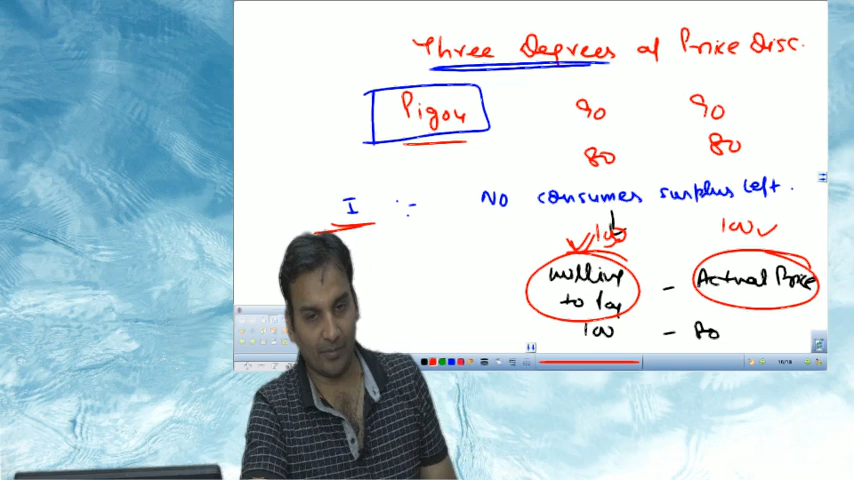 Three Degrees of Price Disc.
Pigou 90 90
80 80
I :- No consumers surplus left.
100 100
willing to pay - Actual Price
100 - 80